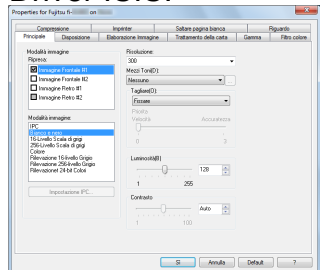 Properties for Fujitsu fi- on
Compressione
Imprinter
Saltare pagina bianca
Riguardo
Principale
Disposizione
Elaborazione Immagine
Trattamento della carta
Gamma
Filtro colore
Modalità immagine
Ripresa:
Immagine Frontale #1
Immagine Frontale #2
Immagine Retro #1
Immagine Retro #2
Modalità immagine:
IPC
Bianco e nero
16-Livello Scala di grigi
256-Livello Scala di grigi
Colore
Rilevazione 16-livello Grigio
Rilevazione 256-livello Grigio
Rilevazione# 24-bit Colori
Impostazione IPC...
Risoluzione:
300
Mezzi Toni(D):
Nessuno
...
Tagliare(D):
Fissare
Priorità
Velocità
Accuratezza
0
3
Luminosità(B)
128
1
255
Contrasto
Auto
1
100
Sì
Annulla
Default
?